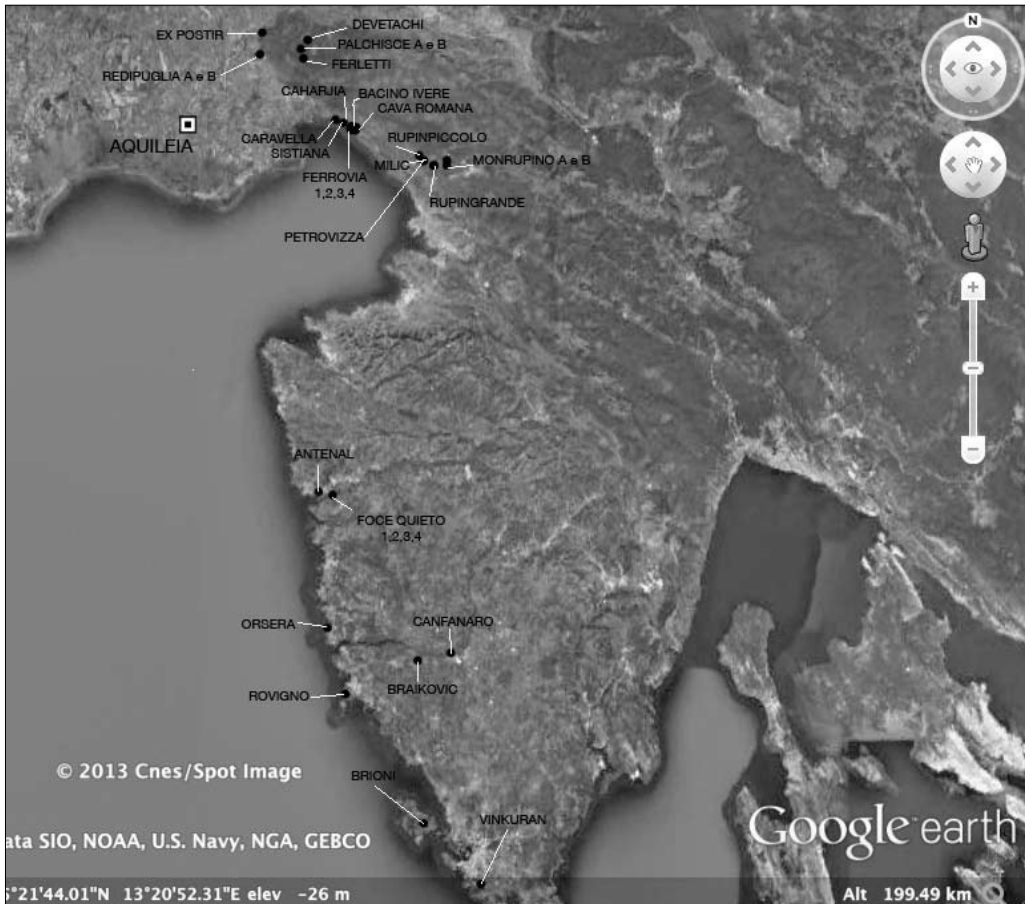 N
DEVETACHI
EX POSTIR
PALCHISCE A e B
FERLETTI
REDIPUGLIA A e B
CAHARJIA
BACINO IVERE
CAVA ROMANA
CARAVELLA
AQUILEIA
SISTIANA
RUPINPICCOLO
MILIC
MONRUPINO A e B
FERROVIA
1,2,3,4
RUPINGRANDE
PETROVIZZA
ANTENAL
FOCE QUIETO
1,2,3,4
ORSERA
CANFANARO
BRAIKOVIC
ROVIGNO
© 2013 Cnes/Spot Image
BRIONI
VINKURAN
Google earth
ata SIO, NOAA, U.S. Navy, NGA, GEBCO
5°21'44.01"N 13°20'52.31"E elev -26 m
Alt 199.49 km